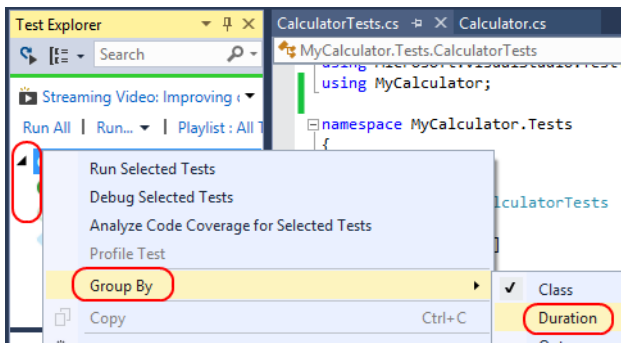 Test Explorer
CalculatorTests.cs Calculator.cs
Search
MyCalculator.Tests.CalculatorTests
using MyCalculator;
Streaming Video: Improving
Run All | Run... | Playlist : All
namespace MyCalculator.Tests
{
Run Selected Tests
Debug Selected Tests
lculatorTests
Analyze Code Coverage for Selected Tests
]
Profile Test
Group By
Class
Copy Ctrl+C
Duration